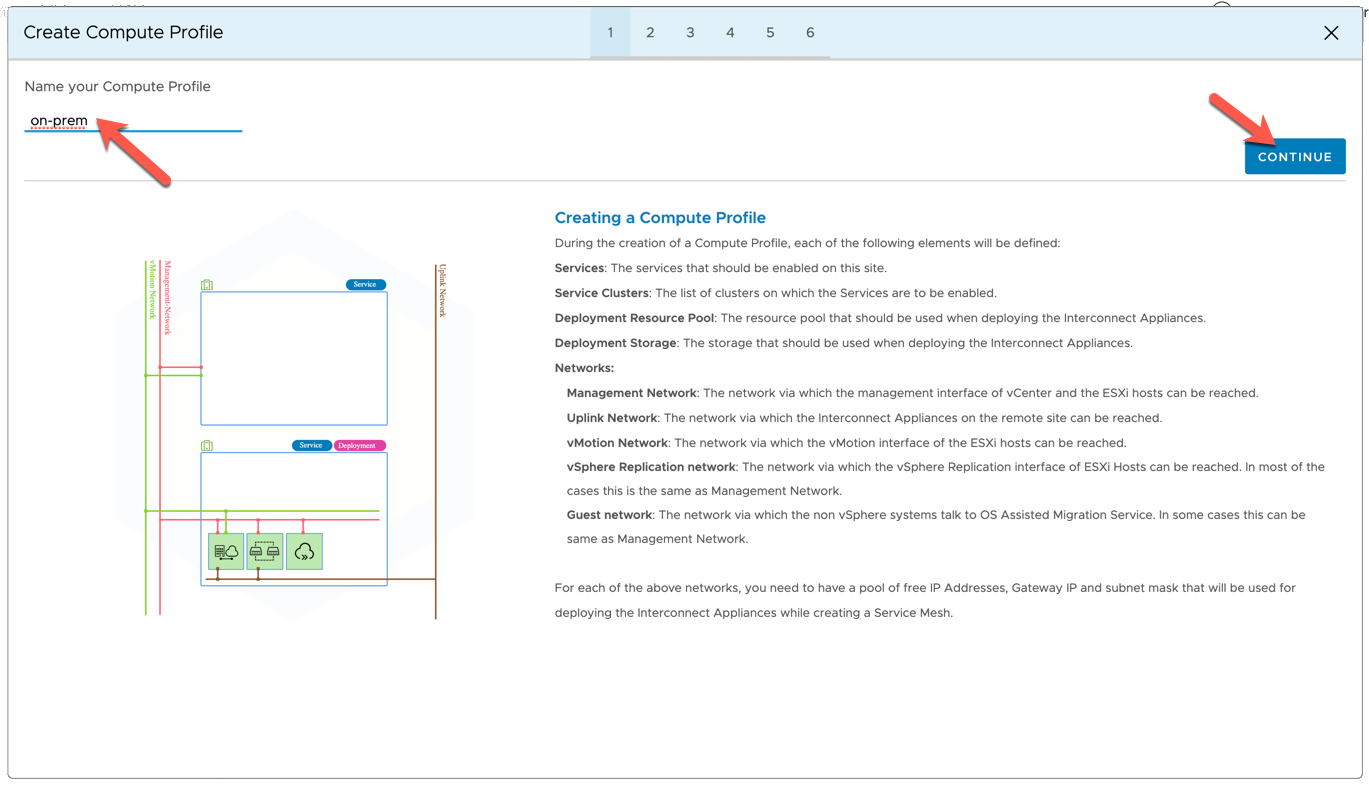 Create Compute Profile
1 2 3 4 5 6
Name your Compute Profile
on-prem
CONTINUE
vMotion Network
Management-Network
Uplink Network
Service
Service Deployment
Creating a Compute Profile
During the creation of a Compute Profile, each of the following elements will be defined:
Services: The services that should be enabled on this site.
Service Clusters: The list of clusters on which the Services are to be enabled.
Deployment Resource Pool: The resource pool that should be used when deploying the Interconnect Appliances.
Deployment Storage: The storage that should be used when deploying the Interconnect Appliances.
Networks:
Management Network: The network via which the management interface of vCenter and the ESXi hosts can be reached.
Uplink Network: The network via which the Interconnect Appliances on the remote site can be reached.
vMotion Network: The network via which the vMotion interface of the ESXi hosts can be reached.
vSphere Replication network: The network via which the vSphere Replication interface of ESXi Hosts can be reached. In most of the
cases this is the same as Management Network.
Guest network: The network via which the non vSphere systems talk to OS Assisted Migration Service. In some cases this can be
same as Management Network.
For each of the above networks, you need to have a pool of free IP Addresses, Gateway IP and subnet mask that will be used for
deploying the Interconnect Appliances while creating a Service Mesh.